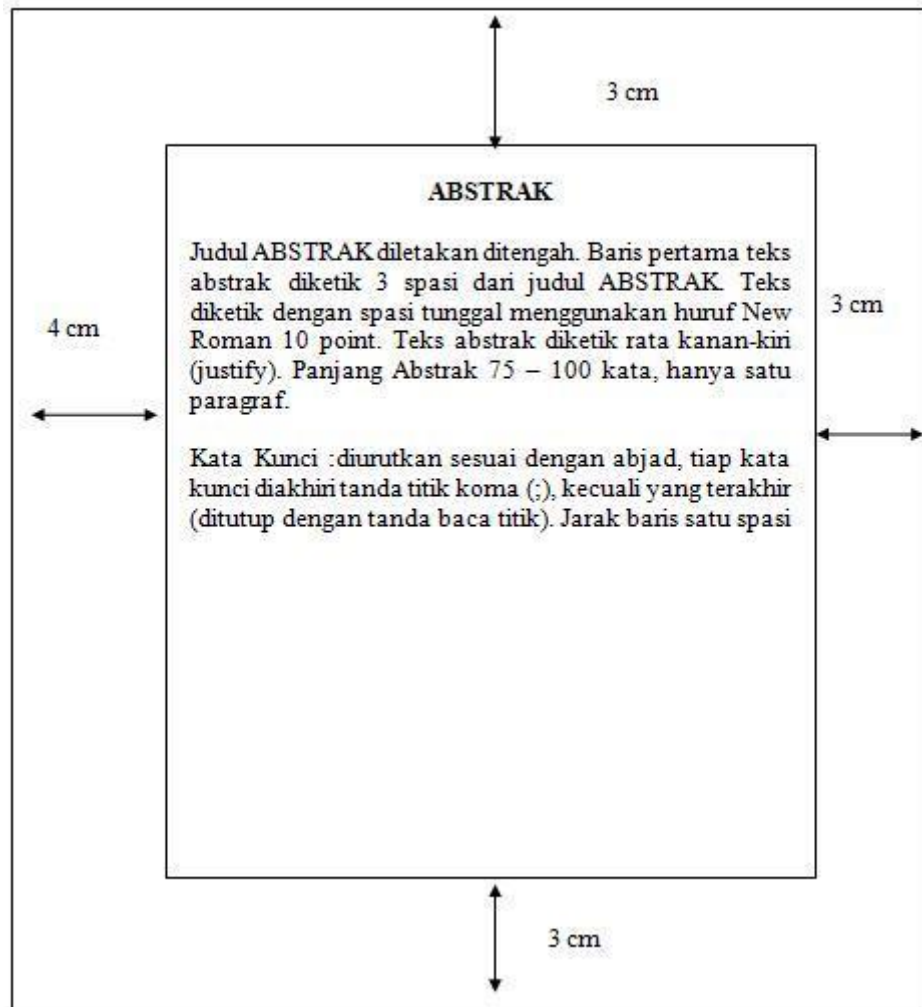 3 cm
ABSTRAK
Judul ABSTRAK diletakan ditengah. Baris pertama teks
abstrak diketik 3 spasi dari judul ABSTRAK. Teks
diketik dengan spasi tunggal menggunakan huruf New
Roman 10 point. Teks abstrak diketik rata kanan-kiri
(justify). Panjang Abstrak 75 – 100 kata, hanya satu
paragraf.
4 cm
3 cm
Kata Kunci :diurutkan sesuai dengan abjad, tiap kata
kunci diakhiri tanda titik koma (;), kecuali yang terakhir
(ditutup dengan tanda baca titik). Jarak baris satu spasi
3 cm